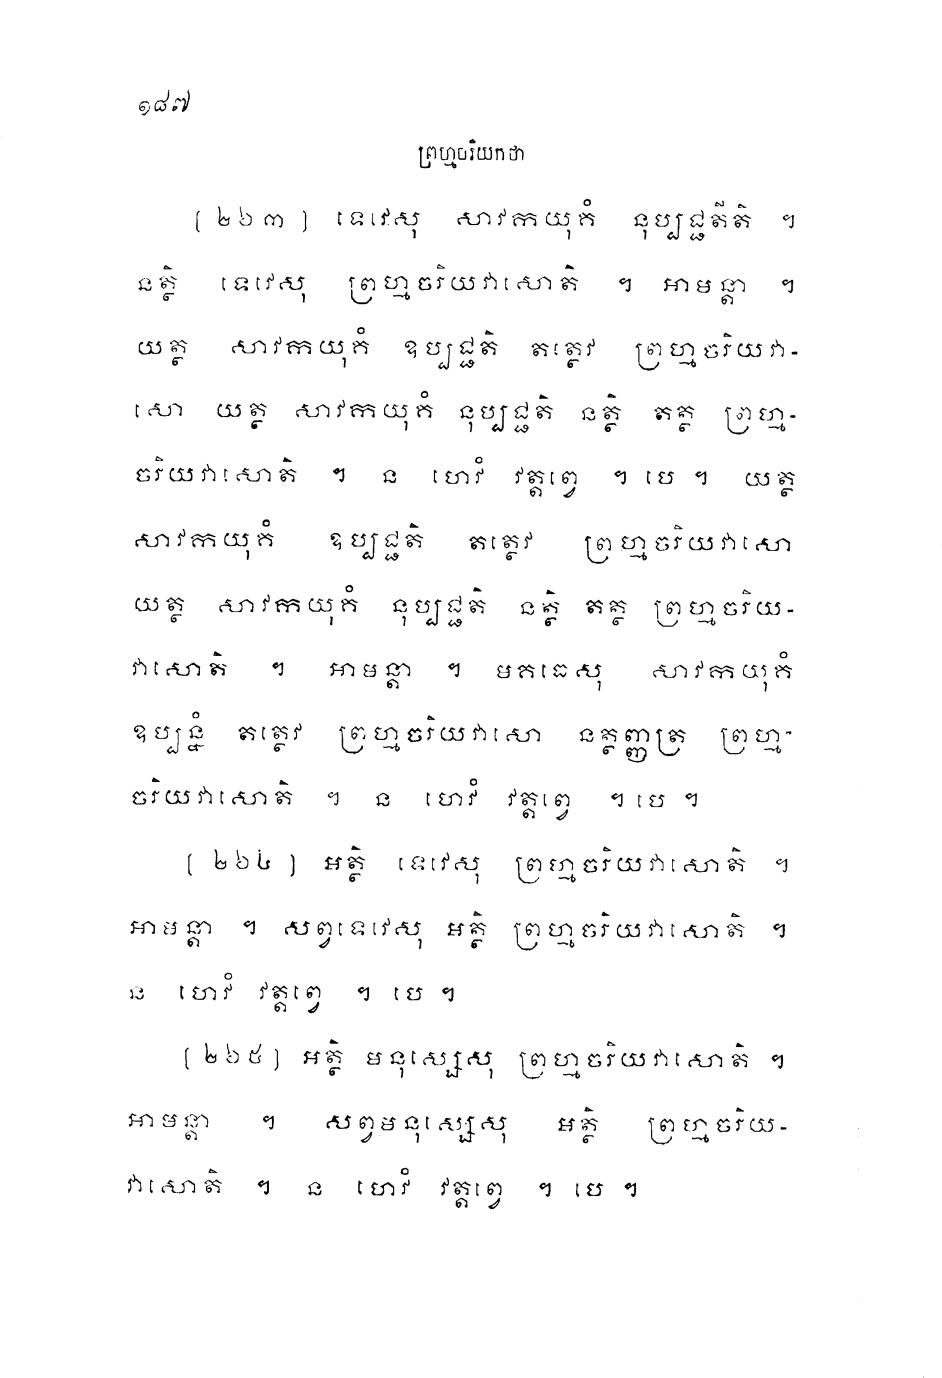 ១៨៧
ព្រហ្មចរិយកថា
[ ២៦៣ ] ទេវេសុ សាវកយុគំ នុប្បជ្ជតីតិ ។
នត្ថិ ទេវេសុ ព្រហ្មចរិយវាសោតិ ។ អាមន្តា ។
យត្ថ សាវកយុគំ ឧប្បជ្ជតិ តត្ថេវ ព្រហ្មចរិយវា-
សោ យត្ថ សាវកយុគំ នុប្បជ្ជតិ នត្ថិ តត្ថ ព្រហ្ម-
ចរិយវាសោតិ ។ ន ហេវំ វត្តព្វេ ។ បេ ។ យត្ថ
សាវកយុគំ ឧប្បជ្ជតិ តត្ថេវ ព្រហ្មចរិយវាសោ
យត្ថ សាវកយុគំ នុប្បជ្ជតិ នត្ថិ តត្ថ ព្រហ្មចរិយ-
វាសោតិ ។ អាមន្តា ។ មគធេសុ សាវកយុគំ
ឧប្បន្នំ តត្ថេវ ព្រហ្មចរិយវាសោ នត្ថញ្ញត្រ ព្រហ្ម-
ចរិយវាសោតិ ។ ន ហេវំ វត្តព្វេ ។ បេ ។
[ ២៦៤ ] អត្ថិ ទេវេសុ ព្រហ្មចរិយវាសោតិ ។
អាមន្តា ។ សព្វទេវេសុ អត្ថិ ព្រហ្មចរិយវាសោតិ ។
ន ហេវំ វត្តព្វេ ។ បេ ។
[ ២៦៥ ] អត្ថិ មនុស្សេសុ ព្រហ្មចរិយវាសោតិ ។
អាមន្តា ។ សព្វមនុស្សេសុ អត្ថិ ព្រហ្មចរិយ-
វាសោតិ ។ ន ហេវំ វត្តព្វេ ។ បេ ។